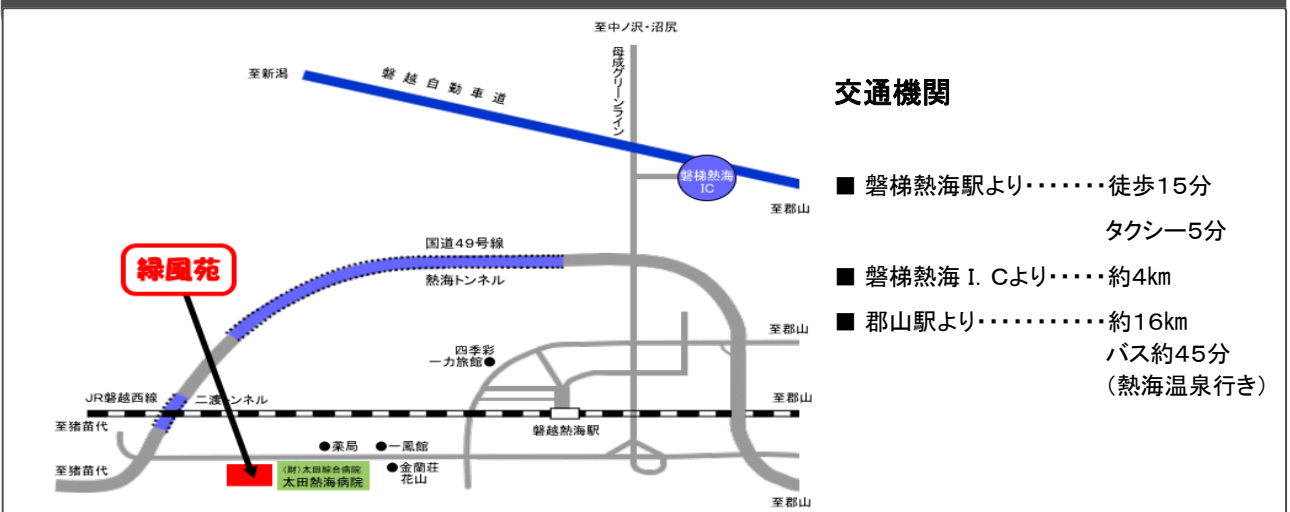 至中ノ沢・沼尻
母成グリーンライン
至新潟
磐越自動車道
磐梯熱海
IC
至郡山
国道49号線
熱海トンネル
緑風苑
至郡山
四季彩
一力旅館●
JR磐越西線
二渡トンネル
至郡山
至猪苗代
磐越熱海駅
●薬局
●一鳳館
至猪苗代
(財)太田綜合病院
太田熱海病院
●金蘭荘
花山
至郡山
交通機関
■ 磐梯熱海駅より・・・・・・・徒歩15分
タクシー5分
■ 磐梯熱海 I. Cより・・・・・約4km
■ 郡山駅より・・・・・・・・・・・約16km
バス約45分
(熱海温泉行き)